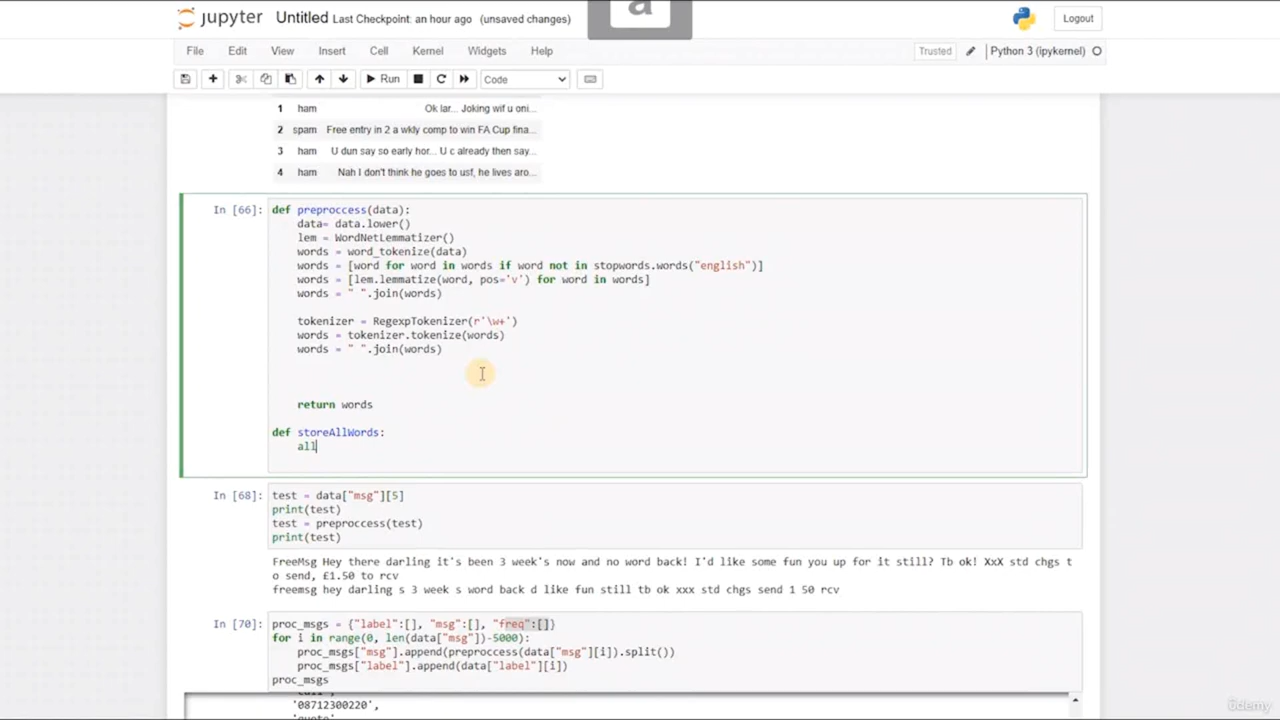 a
jupyter Untitled Last Checkpoint: an hour ago (unsaved changes) Logout
File Edit View Insert Cell Kernel Widgets Help Trusted Python 3 (ipykernel)
Run Code
1 ham Ok lar... Joking wif u oni...
2 spam Free entry in 2 a wkly comp to win FA Cup fina...
3 ham U dun say so early hor... U c already then say...
4 ham Nah I don't think he goes to usf, he lives aro...
In [66]: def preproccess(data):
data= data.lower()
lem = WordNetLemmatizer()
words = word_tokenize(data)
words = [word for word in words if word not in stopwords.words("english")]
words = [lem.lemmatize(word, pos='v') for word in words]
words = " ".join(words)
tokenizer = RegexpTokenizer(r'\w+')
words = tokenizer.tokenize(words)
words = " ".join(words)
return words
def storeAllWords:
all
In [68]: test = data["msg"][5]
print(test)
test = preproccess(test)
print(test)
FreeMsg Hey there darling it's been 3 week's now and no word back! I'd like some fun you up for it still? Tb ok! XxX std chgs t
o send, £1.50 to rcv
freemsg hey darling s 3 week s word back d like fun still tb ok xxx std chgs send 1 50 rcv
In [70]: proc_msgs = {"label":[], "msg":[], "freq":[]}
for i in range(0, len(data["msg"])-5000):
proc_msgs["msg"].append(preproccess(data["msg"][i]).split())
proc_msgs["label"].append(data["label"][i])
proc_msgs
'08712300220',
Udemy